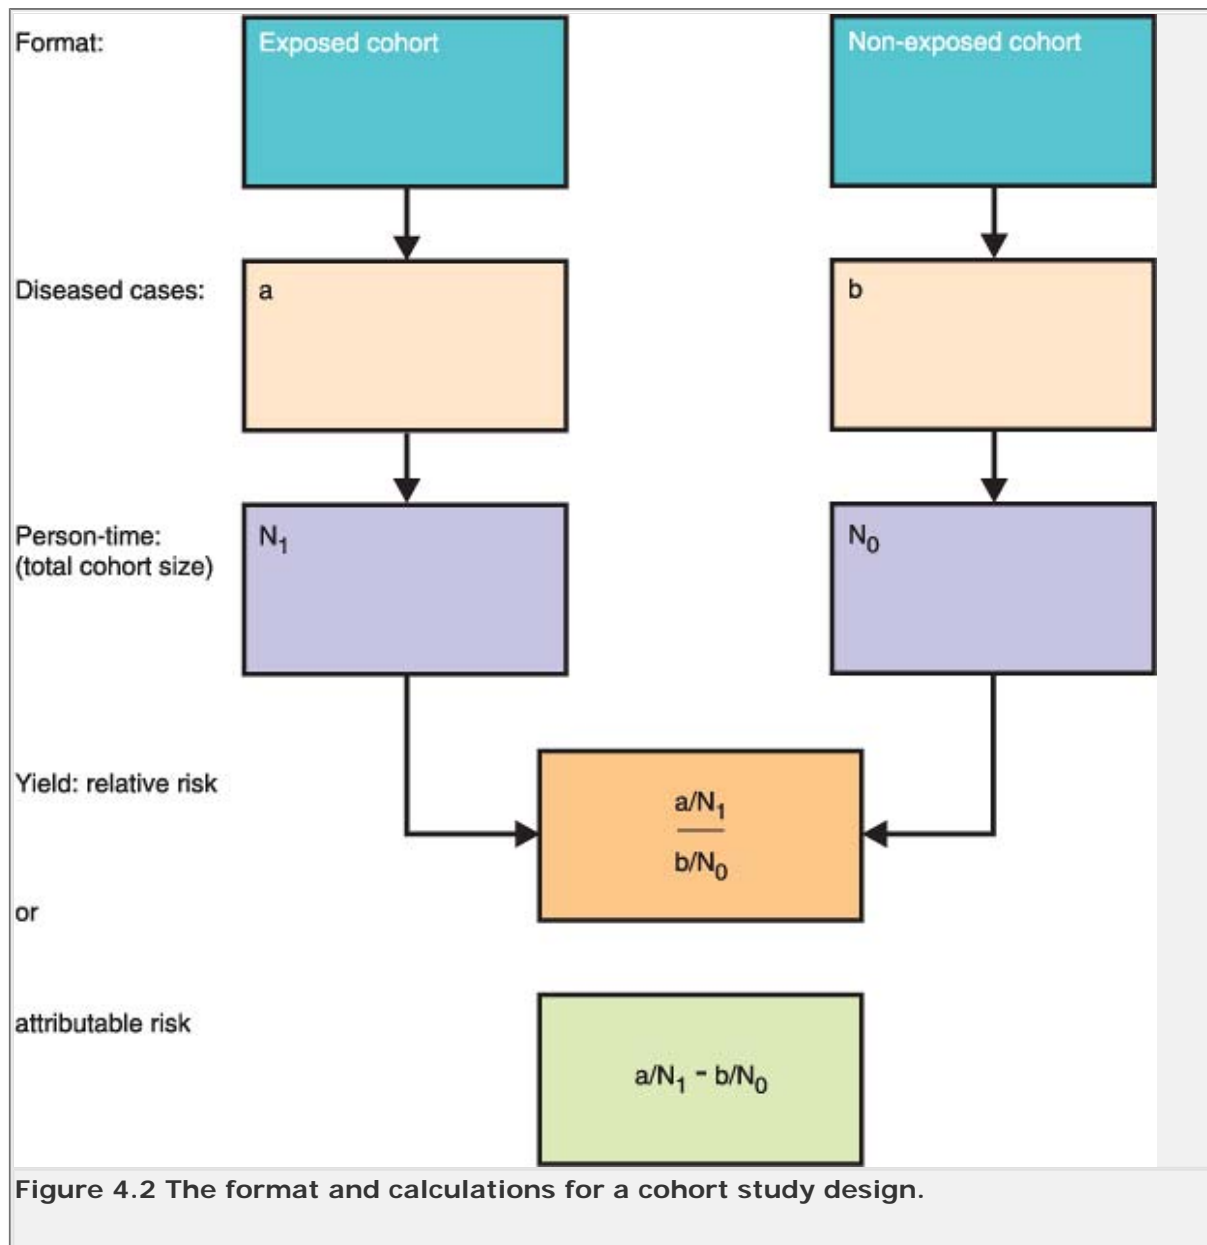 Format:
Exposed cohort
Non-exposed cohort
Diseased cases:
a
b
Person-time:
(total cohort size)
N₁
N₀
Yield: relative risk
a/N₁
b/N₀
or
attributable risk
a/N₁ - b/N₀
Figure 4.2 The format and calculations for a cohort study design.